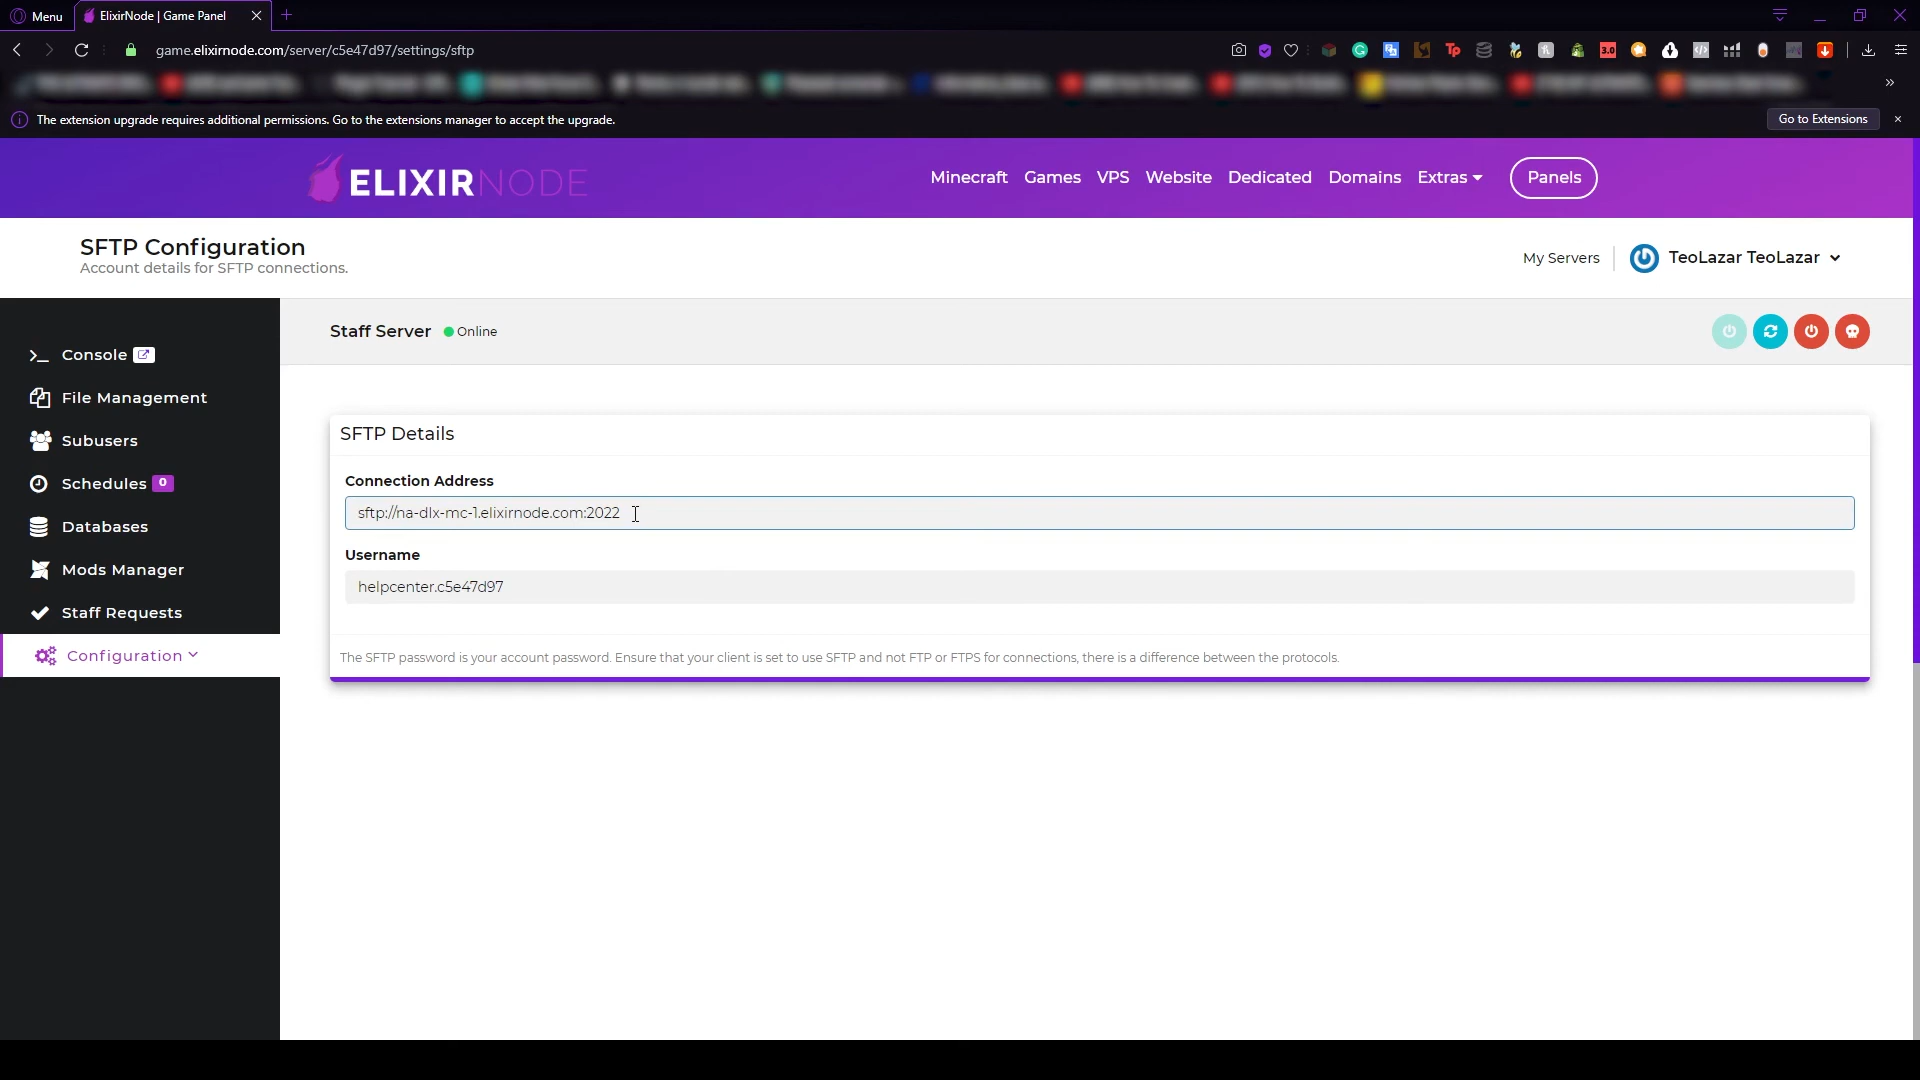 Menu
ElixirNode | Game Panel
game.elixirnode.com/server/c5e47d97/settings/sftp
Tp
3.0
The extension upgrade requires additional permissions. Go to the extensions manager to accept the upgrade.
Go to Extensions
ELIXIRNODE
Minecraft Games VPS Website Dedicated Domains Extras Panels
SFTP Configuration
Account details for SFTP connections.
My Servers
TeoLazar TeoLazar
Staff Server Online
Console
File Management
Subusers
Schedules 0
Databases
Mods Manager
Staff Requests
Configuration
SFTP Details
Connection Address
sftp://na-dlx-mc-1.elixirnode.com:2022
Username
helpcenter.c5e47d97
The SFTP password is your account password. Ensure that your client is set to use SFTP and not FTP or FTPS for connections, there is a difference between the protocols.